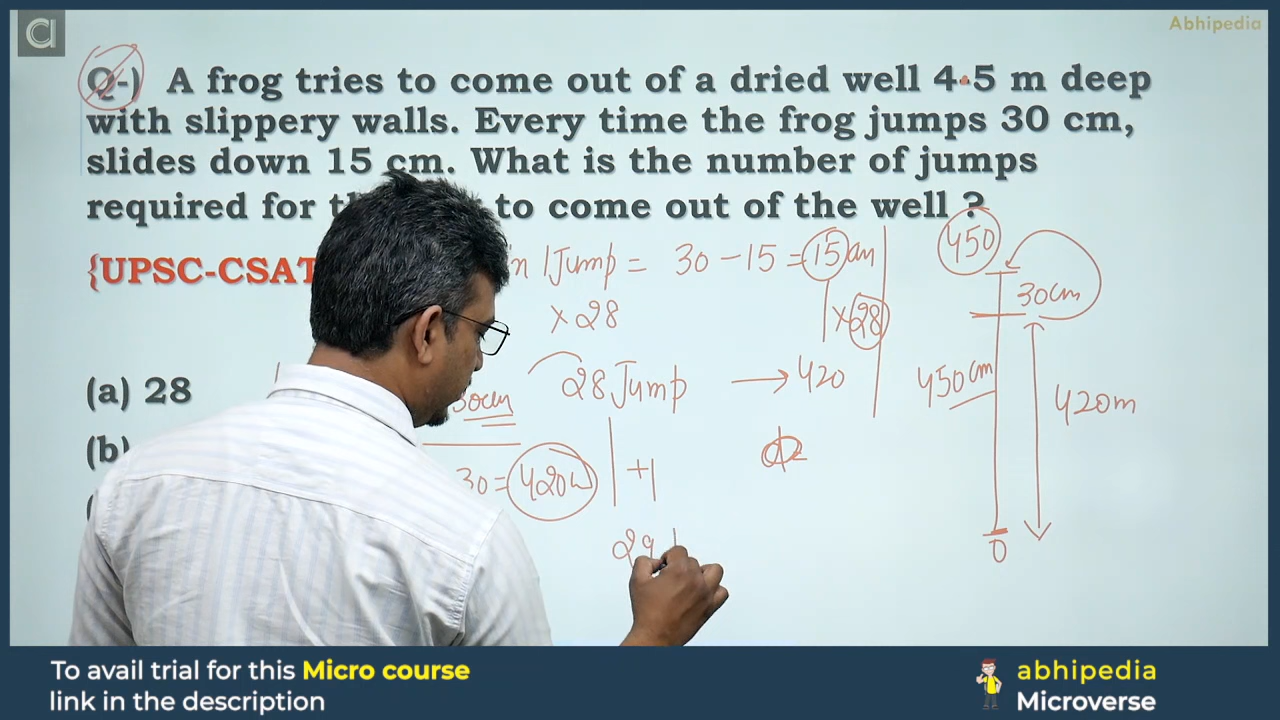 Abhipedia
Q-) A frog tries to come out of a dried well 4.5 m deep
with slippery walls. Every time the frog jumps 30 cm,
slides down 15 cm. What is the number of jumps
required for to come out of the well ?
{UPSC-CSAT
1 Jump = 30 - 15 = 15 cm
× 28
× 28
28 Jump → 420
30cm
30 = 420
+1
29
450
30cm
450 cm
420m
0
(a) 28
(b)
To avail trial for this Micro course
link in the description
abhipedia
Microverse